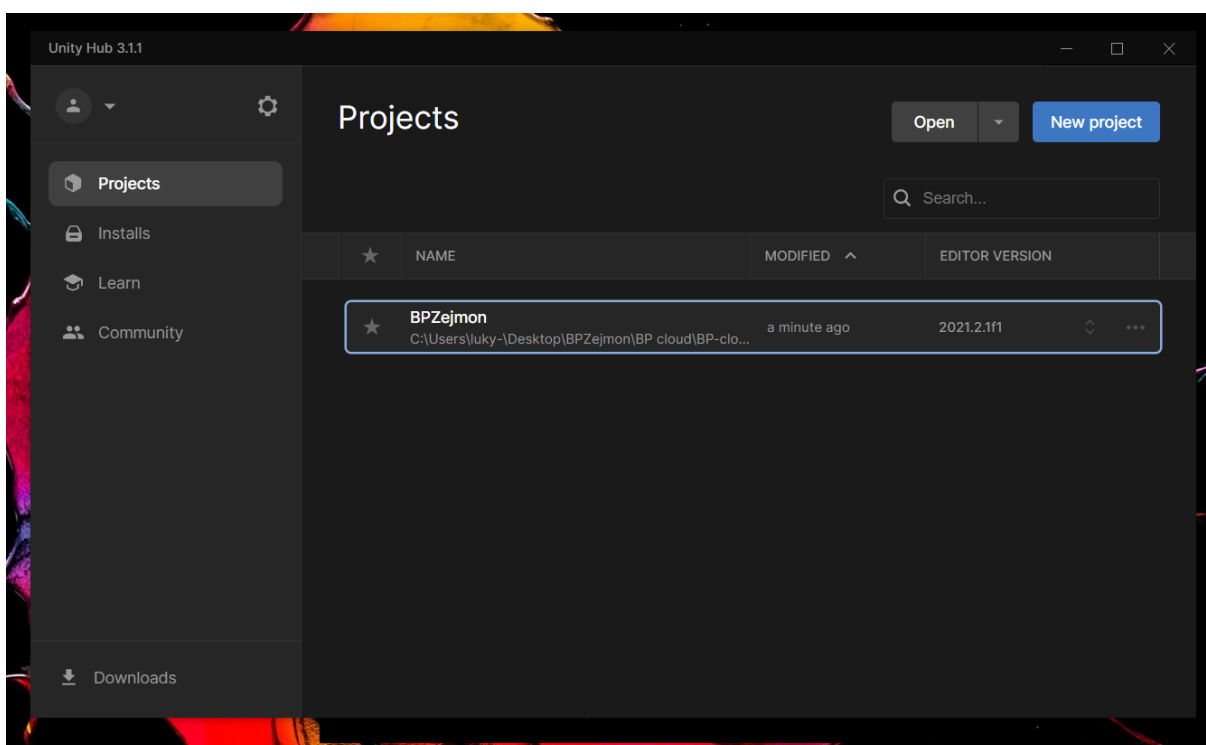 Unity Hub 3.1.1
Projects
Open
New project
Projects
Installs
Learn
Community
Search...
NAME
MODIFIED
EDITOR VERSION
BPZejmon
C:\Users\luky-\Desktop\BPZejmon\BP cloud\BP-clo...
a minute ago
2021.2.1f1
Downloads